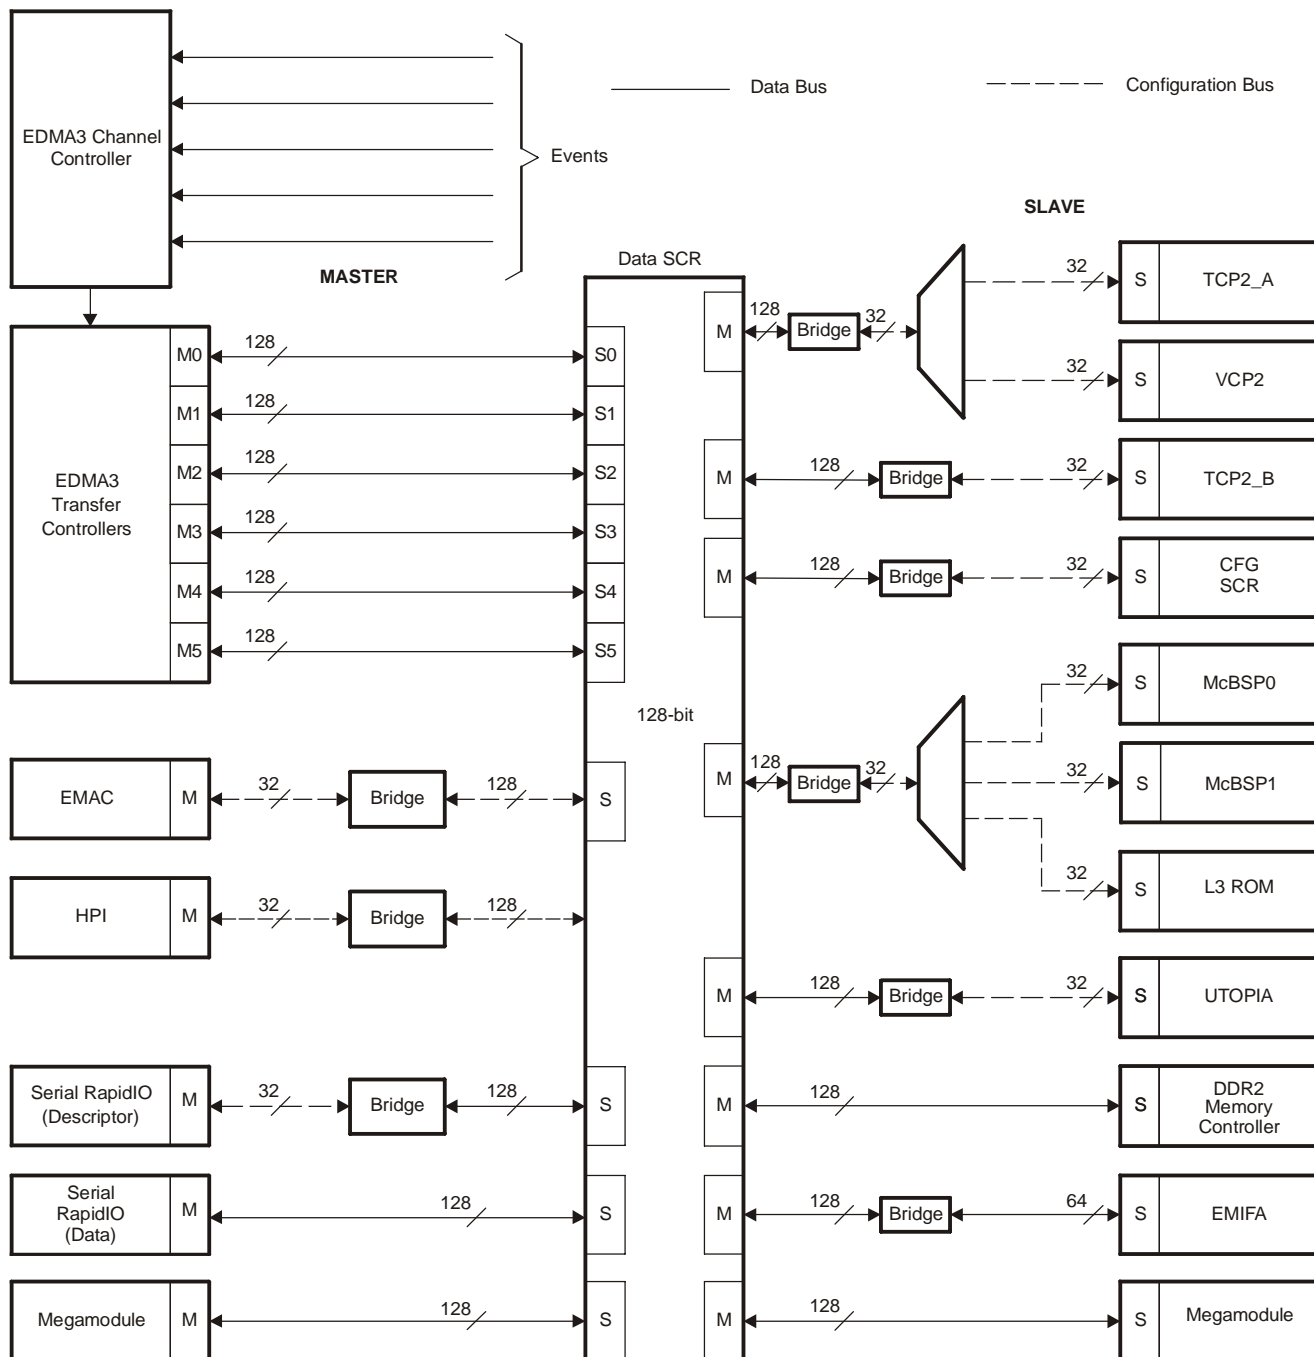 EDMA3 Channel
Controller
Events
Data Bus
Configuration Bus
MASTER
SLAVE
Data SCR
128-bit
EDMA3
Transfer
Controllers
M0
128
S0
M1
128
S1
M2
128
S2
M3
128
S3
M4
128
S4
M5
128
S5
EMAC
M
32
Bridge
128
S
HPI
M
32
Bridge
128
Serial RapidIO
(Descriptor)
M
32
Bridge
128
S
Serial
RapidIO
(Data)
M
128
S
Megamodule
M
128
S
M
128
Bridge
32
32
S
TCP2_A
32
S
VCP2
M
128
Bridge
32
S
TCP2_B
M
128
Bridge
32
S
CFG
SCR
M
128
Bridge
32
32
S
McBSP0
32
S
McBSP1
32
S
L3 ROM
M
128
Bridge
32
S
UTOPIA
M
128
S
DDR2
Memory
Controller
M
128
Bridge
64
S
EMIFA
M
128
S
Megamodule